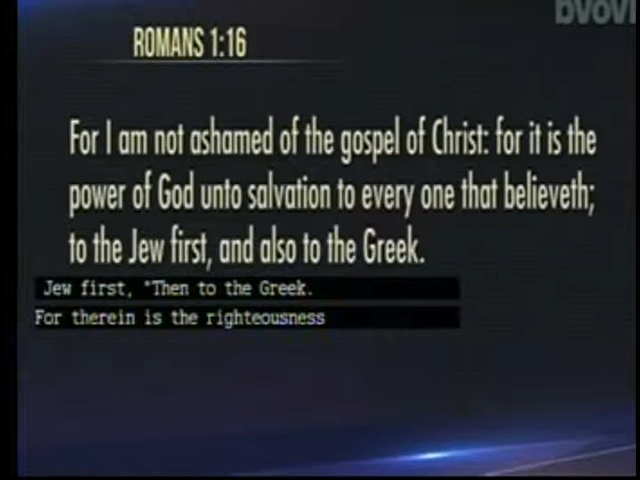 bvov
ROMANS 1:16
For I am not ashamed of the gospel of Christ: for it is the
power of God unto salvation to every one that believeth;
to the Jew first, and also to the Greek.
Jew first, "Then to the Greek.
For therein is the righteousness